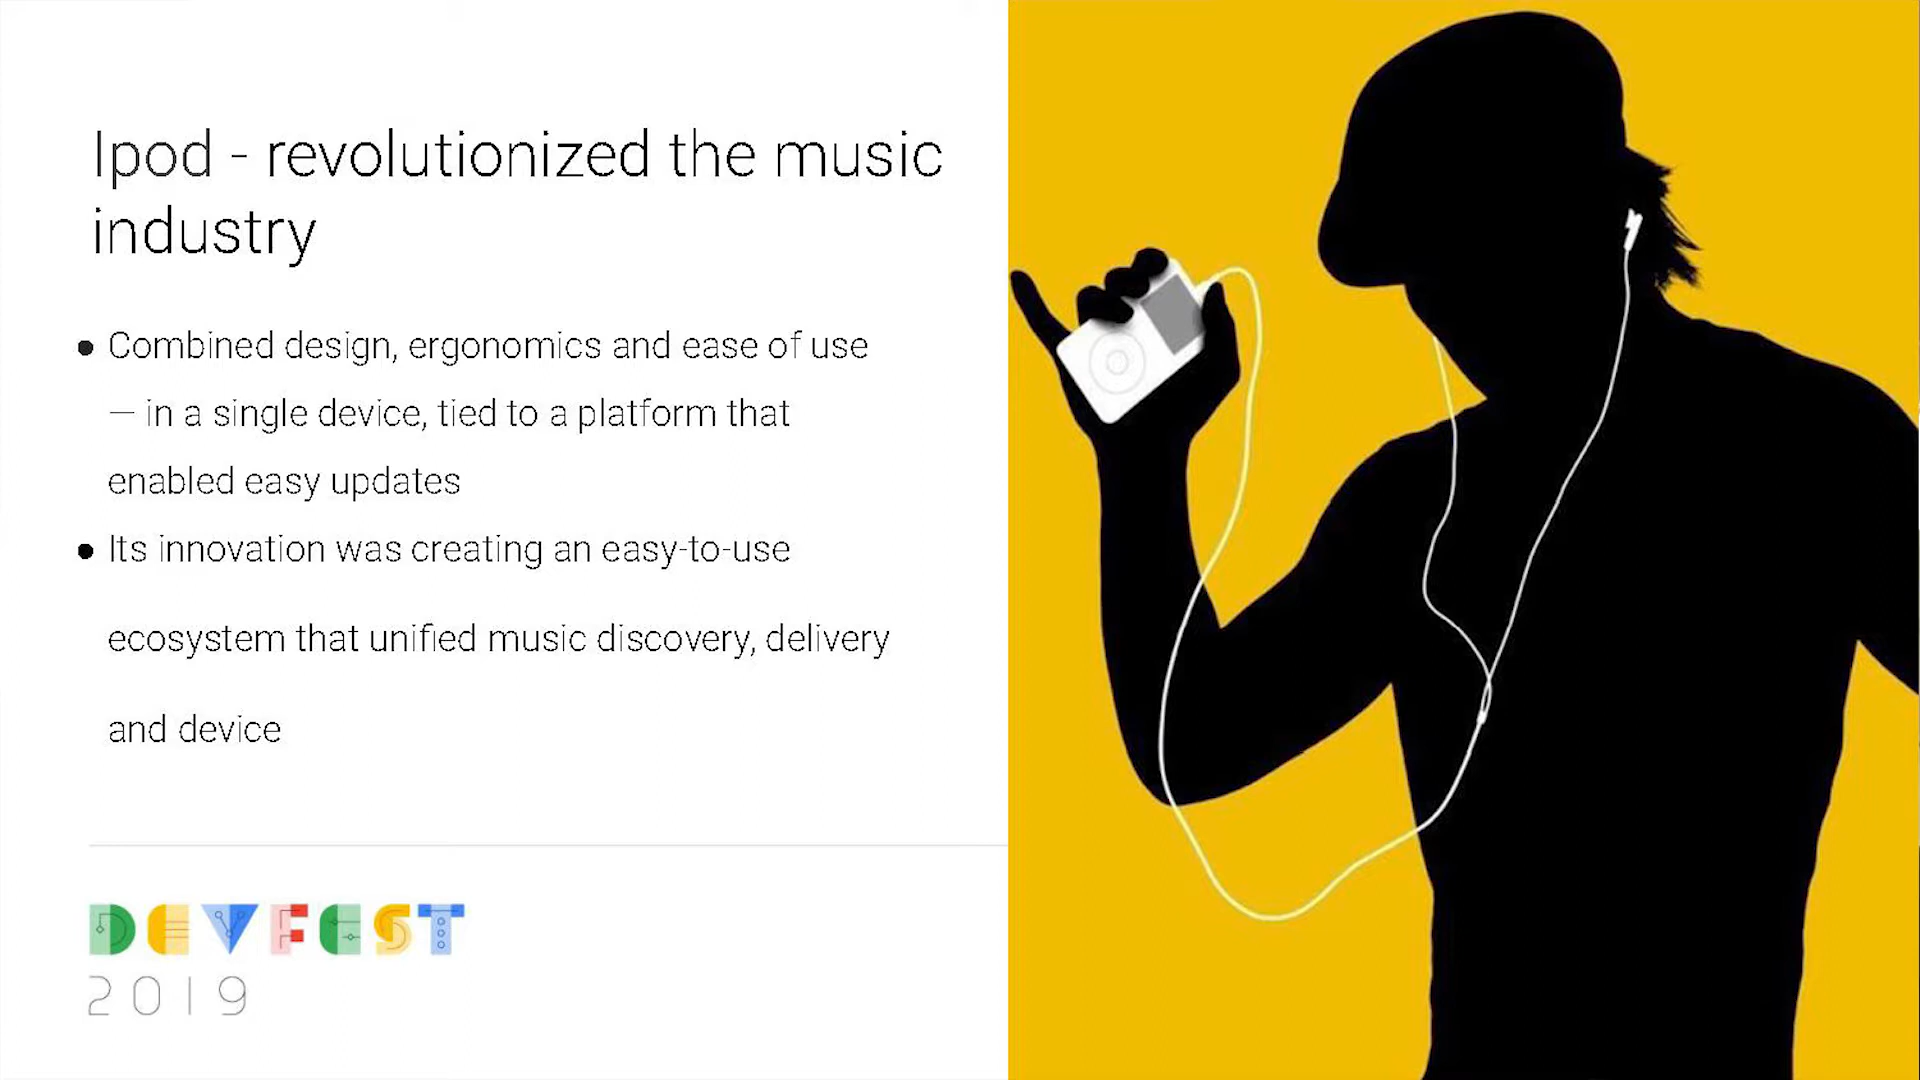 Ipod - revolutionized the music
industry
● Combined design, ergonomics and ease of use
— in a single device, tied to a platform that
enabled easy updates
● Its innovation was creating an easy-to-use
ecosystem that unified music discovery, delivery
and device
DEVFEST
2019